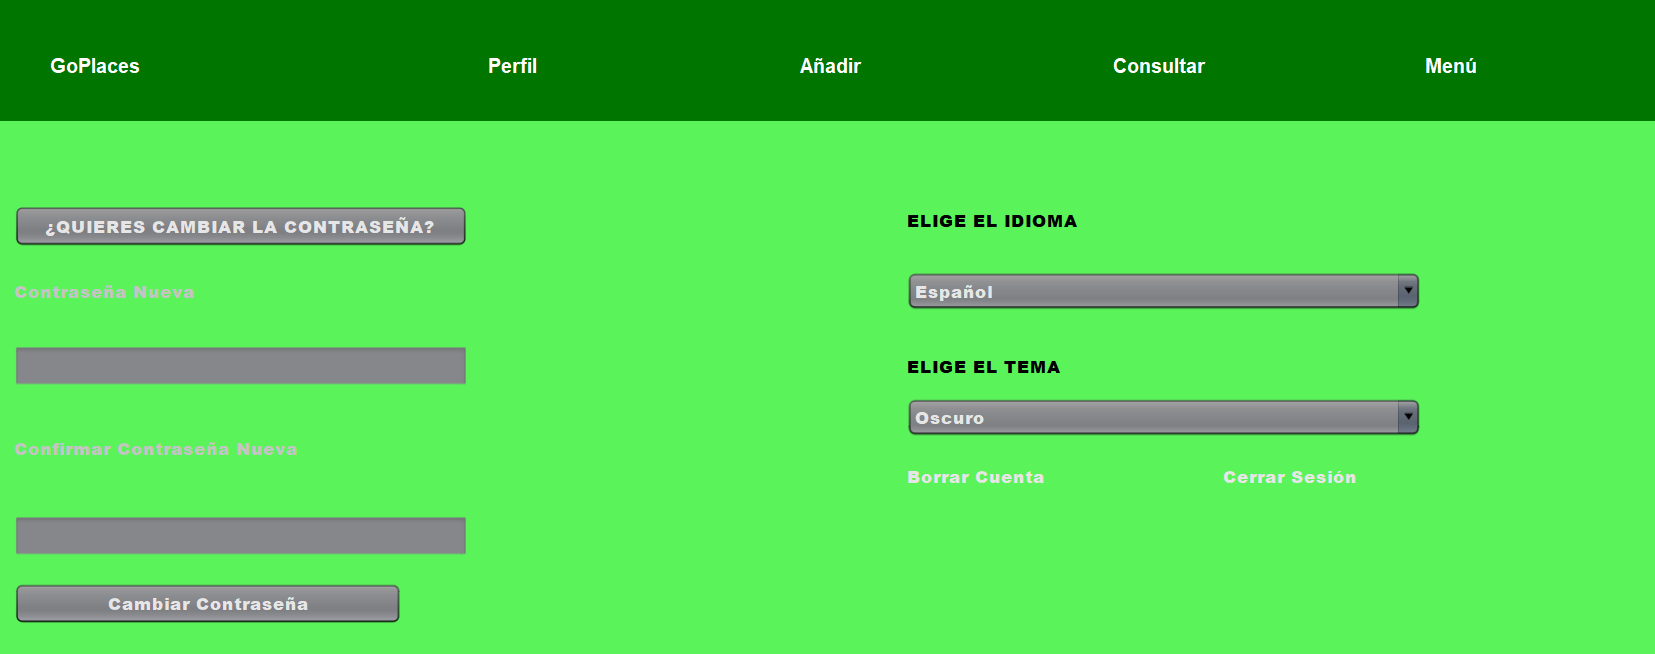 GoPlaces Perfil Añadir Consultar Menú
¿QUIERES CAMBIAR LA CONTRASEÑA?
Contraseña Nueva
Confirmar Contraseña Nueva
Cambiar Contraseña
ELIGE EL IDIOMA
Español
ELIGE EL TEMA
Oscuro
Borrar Cuenta Cerrar Sesión